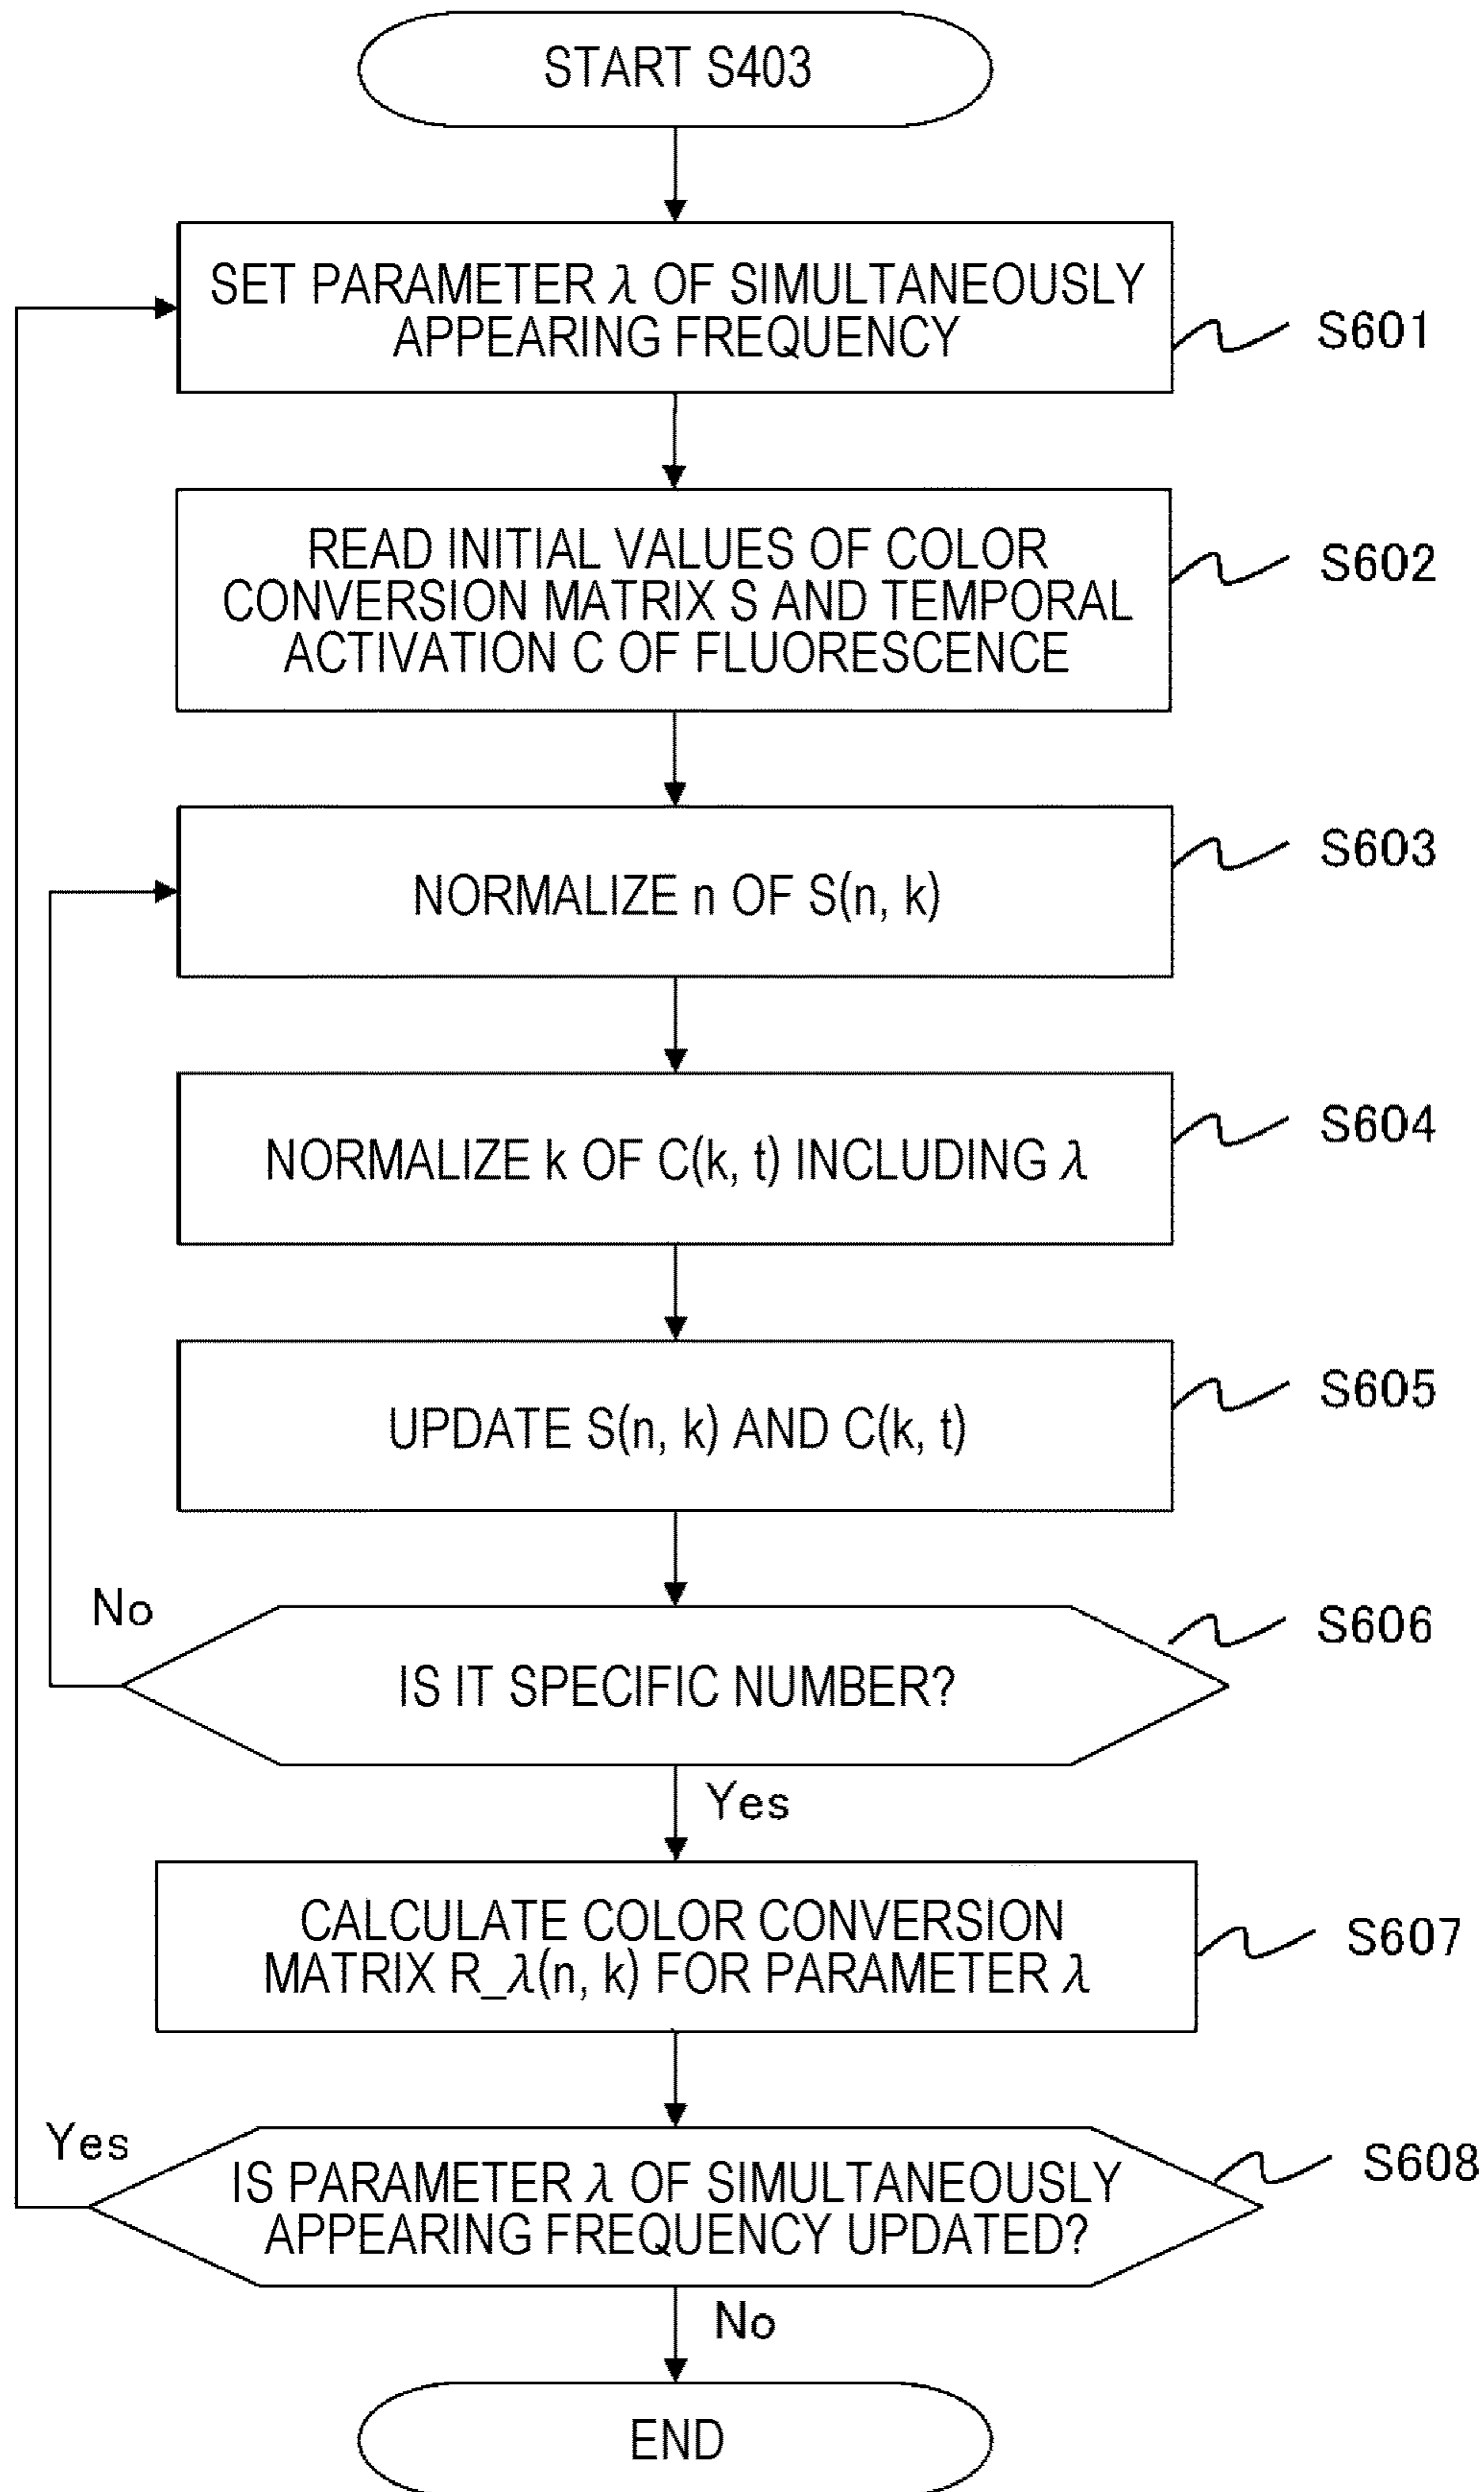 START S403
SET PARAMETER λ OF SIMULTANEOUSLY
APPEARING FREQUENCY
S601
READ INITIAL VALUES OF COLOR
CONVERSION MATRIX S AND TEMPORAL
ACTIVATION C OF FLUORESCENCE
S602
NORMALIZE n OF S(n, k)
S603
NORMALIZE k OF C(k, t) INCLUDING λ
S604
UPDATE S(n, k) AND C(k, t)
S605
No
IS IT SPECIFIC NUMBER?
S606
Yes
CALCULATE COLOR CONVERSION
MATRIX R_λ(n, k) FOR PARAMETER λ
S607
Yes
IS PARAMETER λ OF SIMULTANEOUSLY
APPEARING FREQUENCY UPDATED?
S608
No
END